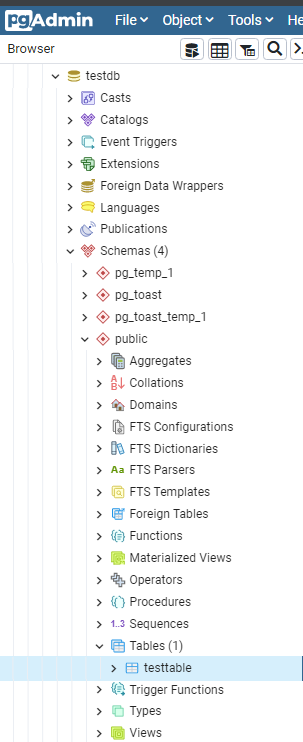 pgAdmin File Object Tools He
Browser
testdb
Casts
Catalogs
Event Triggers
Extensions
Foreign Data Wrappers
Languages
Publications
Schemas (4)
pg_temp_1
pg_toast
pg_toast_temp_1
public
Aggregates
Collations
Domains
FTS Configurations
FTS Dictionaries
Aa FTS Parsers
FTS Templates
Foreign Tables
Functions
Materialized Views
Operators
Procedures
1..3 Sequences
Tables (1)
testtable
Trigger Functions
Types
Views